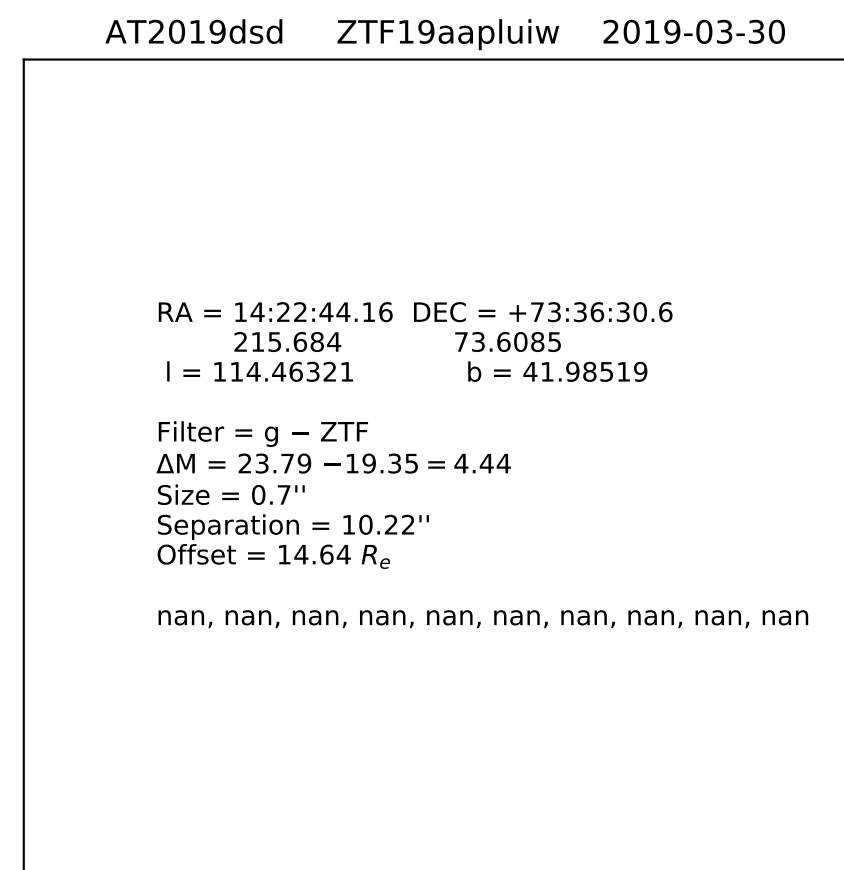 AT2019dsd ZTF19aapluiw 2019-03-30
RA = 14:22:44.16 DEC = +73:36:30.6
215.684 73.6085
l = 114.46321 b = 41.98519
Filter = g − ZTF
ΔM = 23.79 −19.35 = 4.44
Size = 0.7''
Separation = 10.22''
Offset = 14.64 Rₑ
nan, nan, nan, nan, nan, nan, nan, nan, nan, nan